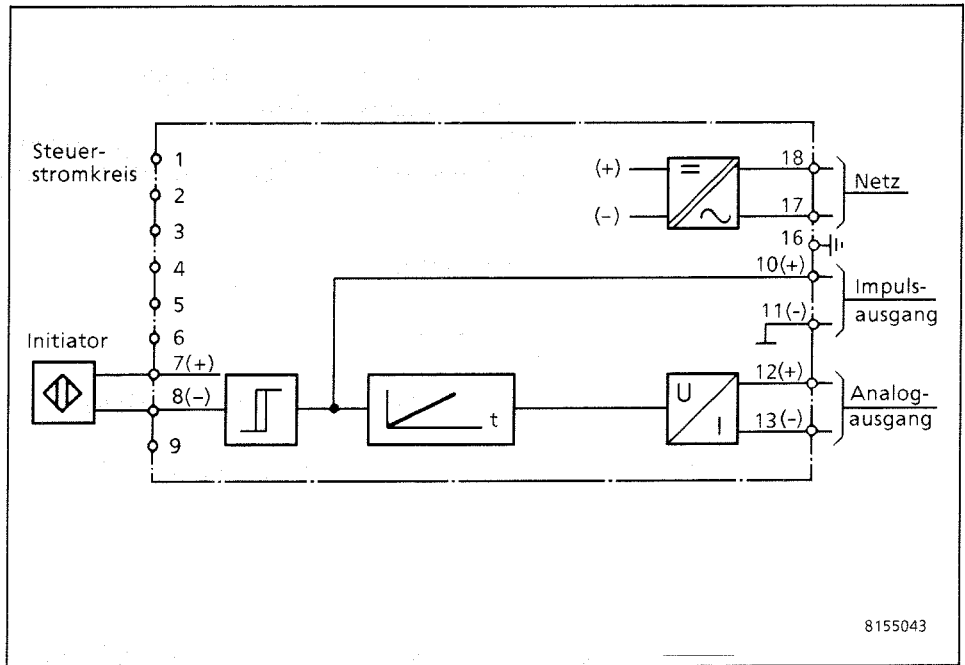 Steuer-
stromkreis
1
2
3
4
5
6
Initiator
7(+)
8(-)
9
t
(+)
(-)
U
I
18
17
16
10(+)
11(-)
12(+)
13(-)
Netz
Impuls-
ausgang
Analog-
ausgang
8155043